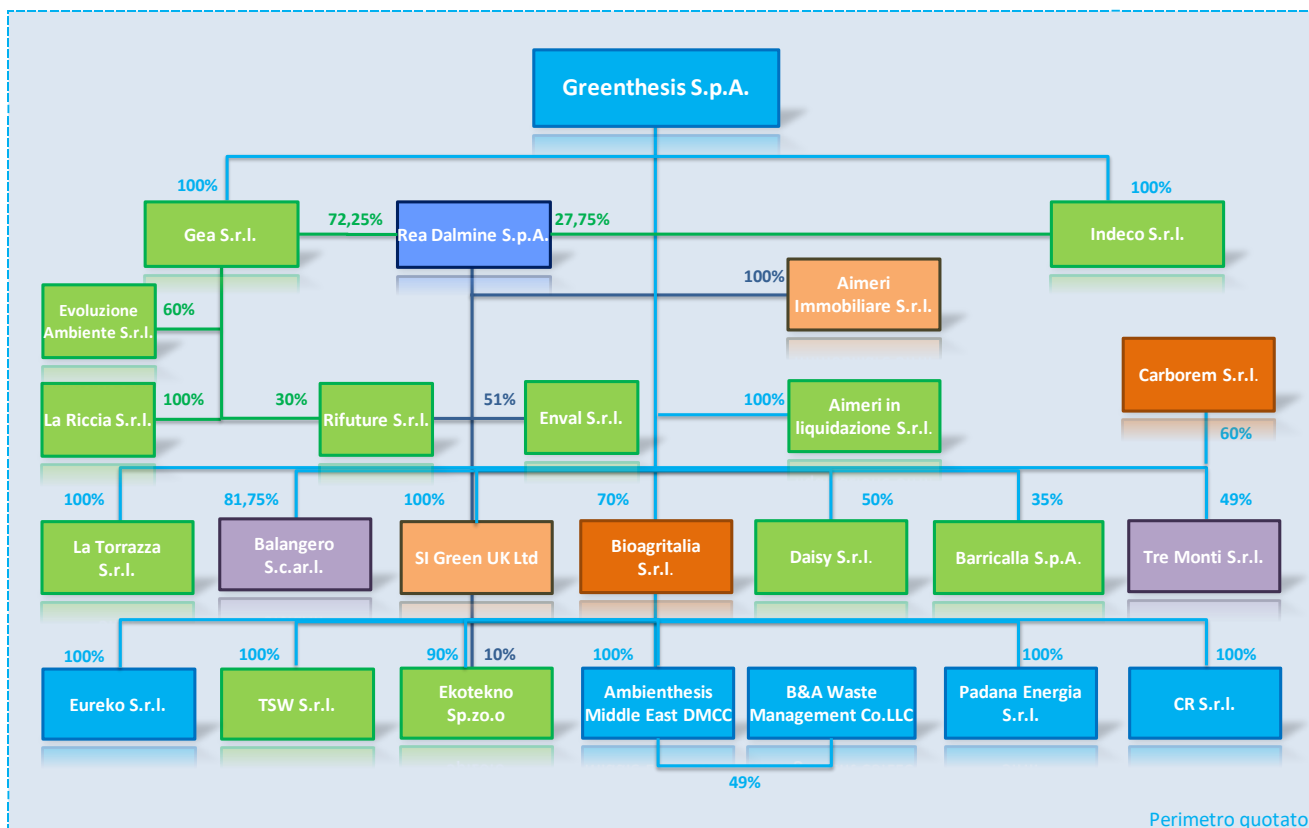 Greenthesis S.p.A.
100%
100%
Gea S.r.l.
72,25%
Rea Dalmine S.p.A.
27,75%
Indeco S.r.l.
Evoluzione
Ambiente S.r.l.
60%
100%
Aimeri
Immobiliare S.r.l.
La Riccia S.r.l.
100%
30%
Rifuture S.r.l.
51%
Enval S.r.l.
100%
Aimeri in
liquidazione S.r.l.
Carborem S.r.l.
60%
100%
81,75%
100%
70%
50%
35%
49%
La Torrazza
S.r.l.
Balangero
S.c.ar.l.
SI Green UK Ltd
Bioagritalia
S.r.l.
Daisy S.r.l.
Barricalla S.p.A.
Tre Monti S.r.l.
100%
100%
90%
10%
100%
100%
100%
Eureko S.r.l.
TSW S.r.l.
Ekotekno
Sp.zo.o
Ambienthesis
Middle East DMCC
B&A Waste
Management Co.LLC
Padana Energia
S.r.l.
CR S.r.l.
49%
Perimetro quotato